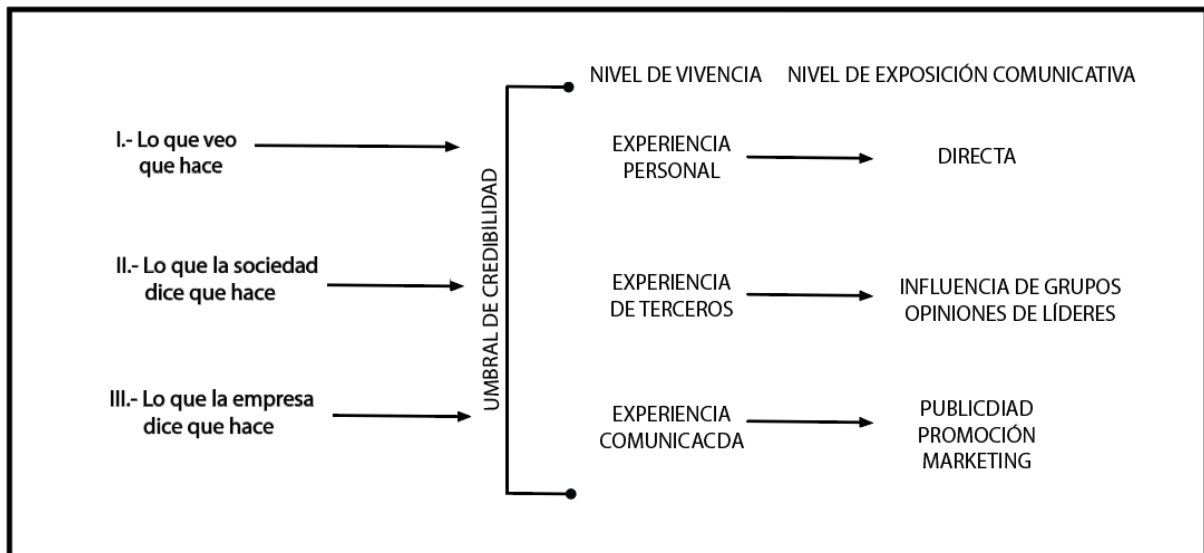 NIVEL DE VIVENCIA
NIVEL DE EXPOSICIÓN COMUNICATIVA
I.- Lo que veo
que hace
EXPERIENCIA
PERSONAL
DIRECTA
UMBRAL DE CREDIBILIDAD
II.- Lo que la sociedad
dice que hace
EXPERIENCIA
DE TERCEROS
INFLUENCIA DE GRUPOS
OPINIONES DE LÍDERES
III.- Lo que la empresa
dice que hace
EXPERIENCIA
COMUNICACDA
PUBLICDIAD
PROMOCIÓN
MARKETING